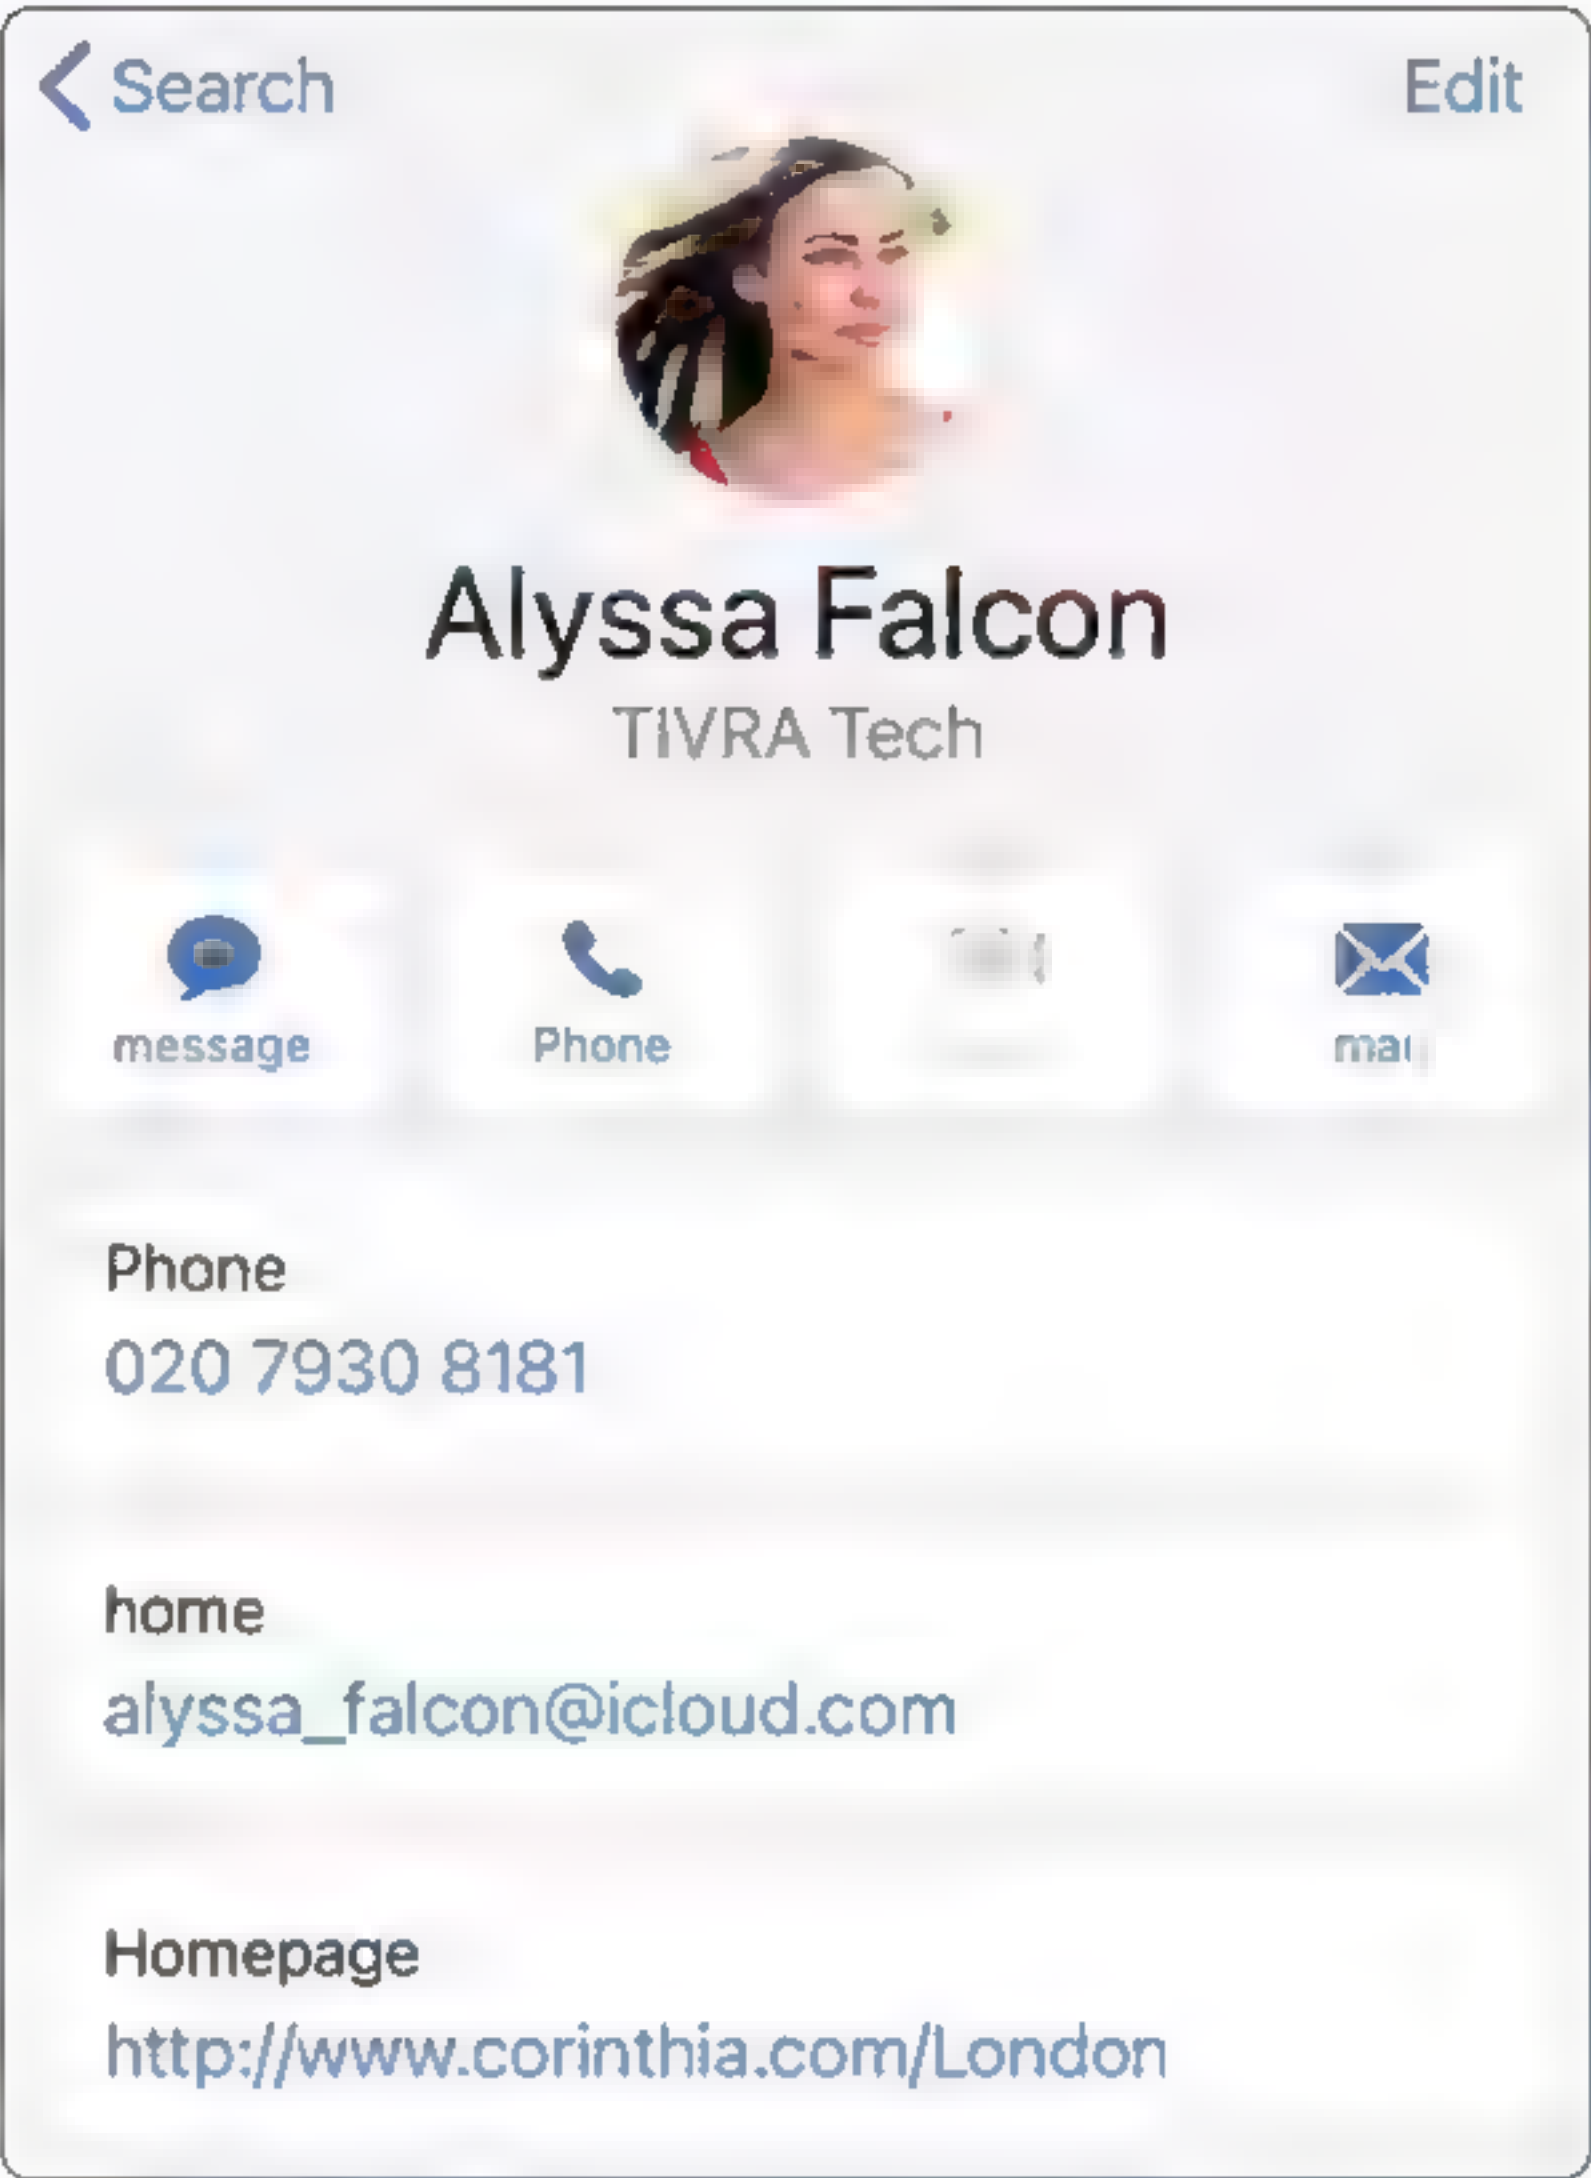 Search
Edit
Alyssa Falcon
TIVRA Tech
message
Phone
Phone
020 7930 8181
home
alyssa_falcon@icloud.com
Homepage
http://www.corinthia.com/London